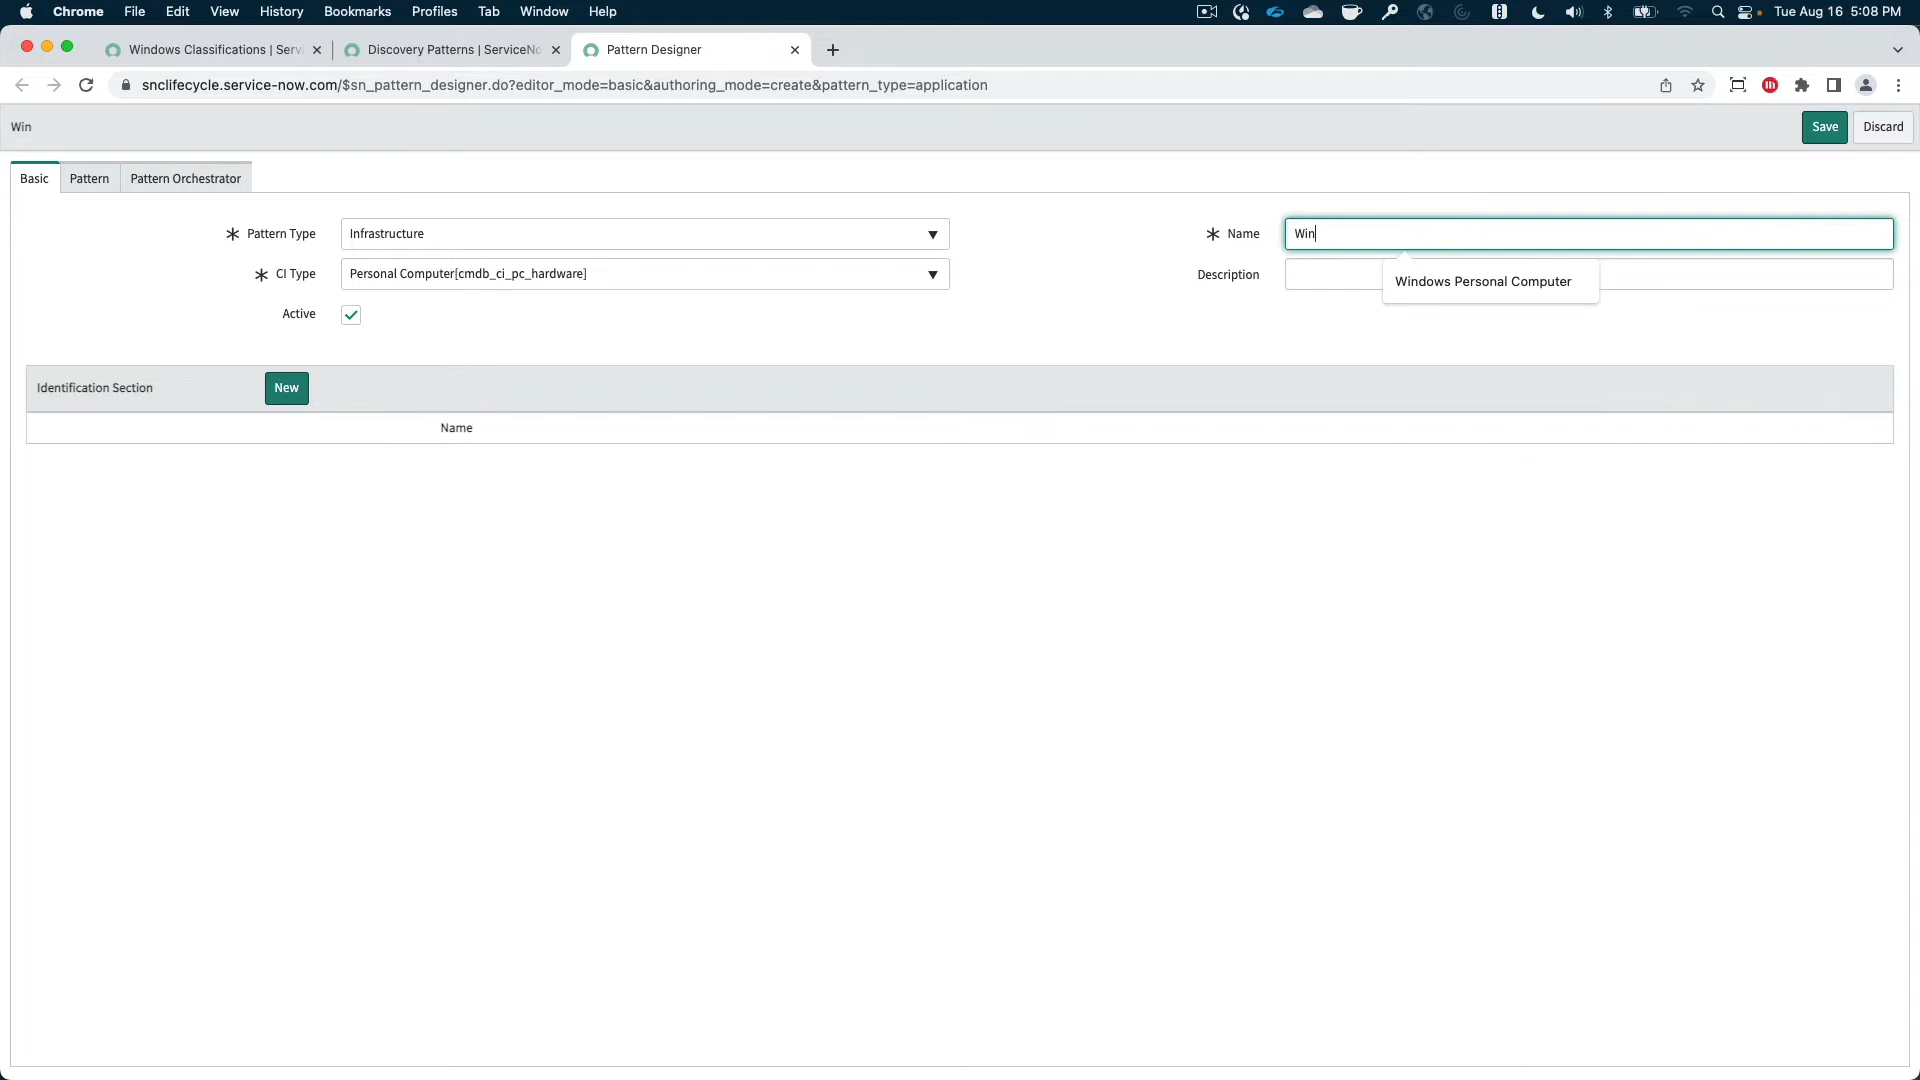 Chrome File Edit View History Bookmarks Profiles Tab Window Help Tue Aug 16 5:08 PM
Windows Classifications | Servi Discovery Patterns | ServiceNo Pattern Designer
snclifecycle.service-now.com/$sn_pattern_designer.do?editor_mode=basic&authoring_mode=create&pattern_type=application
Win Save Discard
Basic Pattern Pattern Orchestrator
Pattern Type Infrastructure Name Win
CI Type Personal Computer[cmdb_ci_pc_hardware] Description Windows Personal Computer
Active
Identification Section New
Name